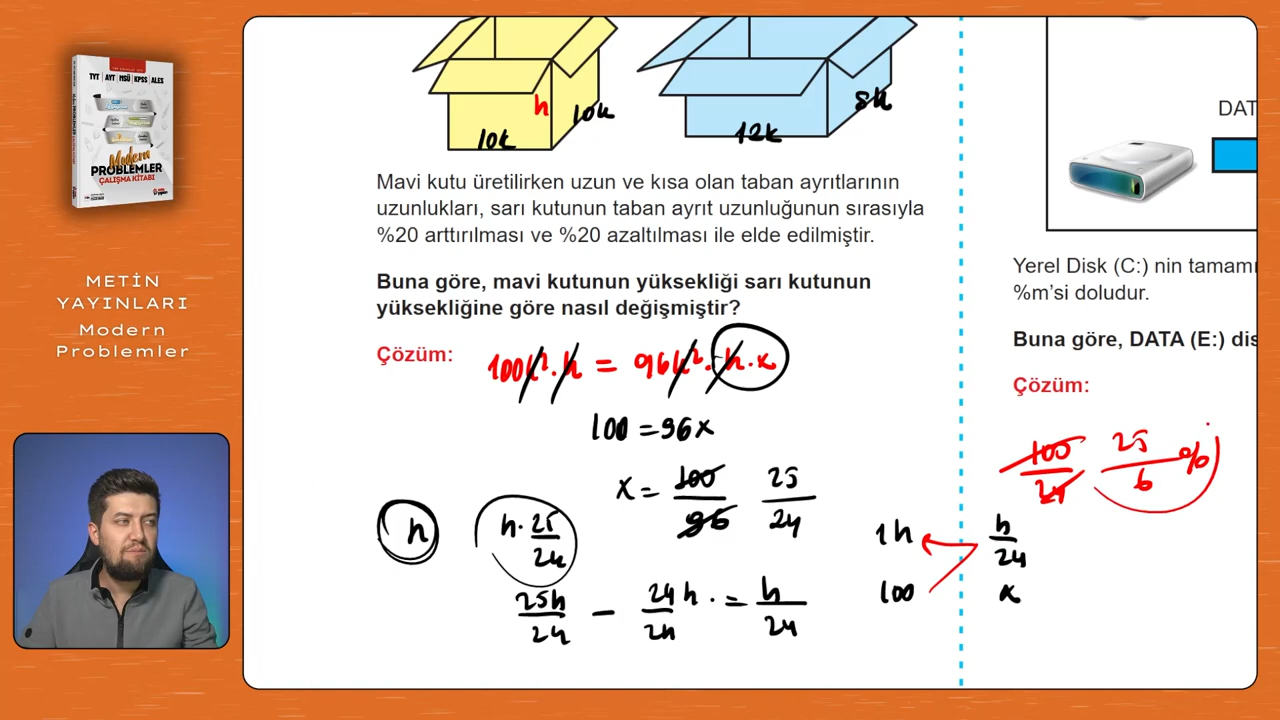 TYT | AYT | MSÜ | KPSS | ALES
Modern
PROBLEMLER
ÇALIŞMA KİTABI
METİN
YAYINLARI
Modern
Problemler
h
10k
10k
12k
8k
Mavi kutu üretilirken uzun ve kısa olan taban ayrıtlarının
uzunlukları, sarı kutunun taban ayrıt uzunluğunun sırasıyla
%20 arttırılması ve %20 azaltılması ile elde edilmiştir.
Buna göre, mavi kutunun yüksekliği sarı kutunun
yüksekliğine göre nasıl değişmiştir?
Çözüm:
100k²·h = 96k²·h·x
100 = 96x
x = 100/96 25/24
h h·25/24
25h/24 − 24/24 h· = h/24
1h h/24
100 x
DAT
Yerel Disk (C:) nin tamamı
%m'si doludur.
Buna göre, DATA (E:) dis
Çözüm:
100/24 25/6 %